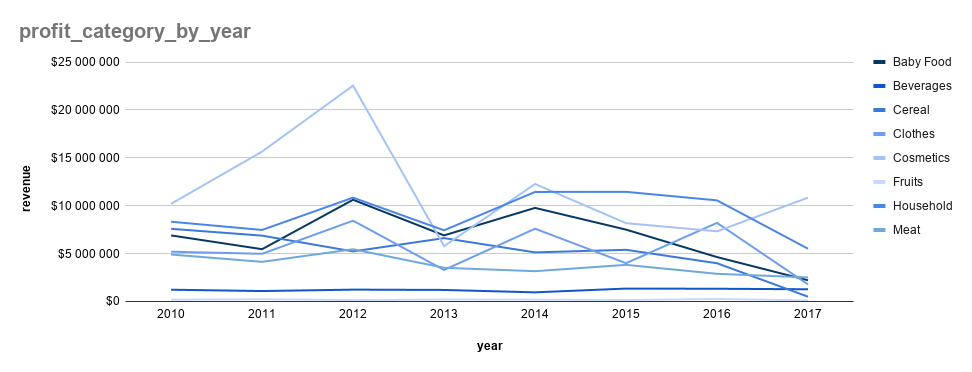 profit_category_by_year
$25 000 000
$20 000 000
$15 000 000
$10 000 000
$5 000 000
$0
revenue
2010 2011 2012 2013 2014 2015 2016 2017
year
Baby Food
Beverages
Cereal
Clothes
Cosmetics
Fruits
Household
Meat